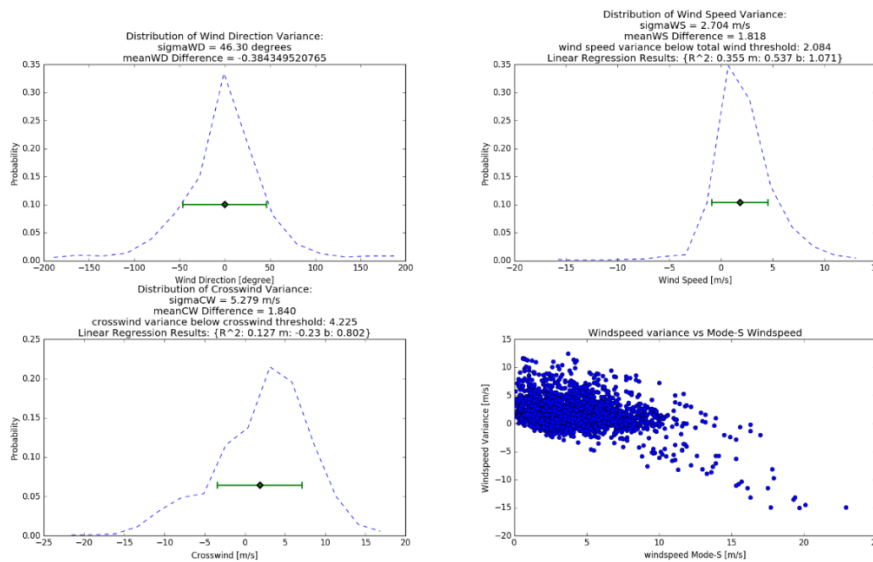 Distribution of Wind Direction Variance:
sigmaWD = 46.30 degrees
meanWD Difference = -0.384349520765
0.35
0.30
0.25
0.20
0.15
0.10
0.05
0.00
Probability
-200 -150 -100 -50 0 50 100 150 200
Wind Direction [degree]
Distribution of Wind Speed Variance:
sigmaWS = 2.704 m/s
meanWS Difference = 1.818
wind speed variance below total wind threshold: 2.084
Linear Regression Results: {R^2: 0.355 m: 0.537 b: 1.071}
0.35
0.30
0.25
0.20
0.15
0.10
0.05
0.00
Probability
-20 -15 -10 -5 0 5 10 15
Wind Speed [m/s]
Distribution of Crosswind Variance:
sigmaCW = 5.279 m/s
meanCW Difference = 1.840
crosswind variance below crosswind threshold: 4.225
Linear Regression Results: {R^2: 0.127 m: -0.23 b: 0.802}
0.25
0.20
0.15
0.10
0.05
0.00
Probability
-25 -20 -15 -10 -5 0 5 10 15 20
Crosswind [m/s]
Windspeed variance vs Mode-S Windspeed
15
10
5
0
-5
-10
-15
-20
Windspeed Variance [m/s]
0 5 10 15 20 25
windspeed Mode-S [m/s]